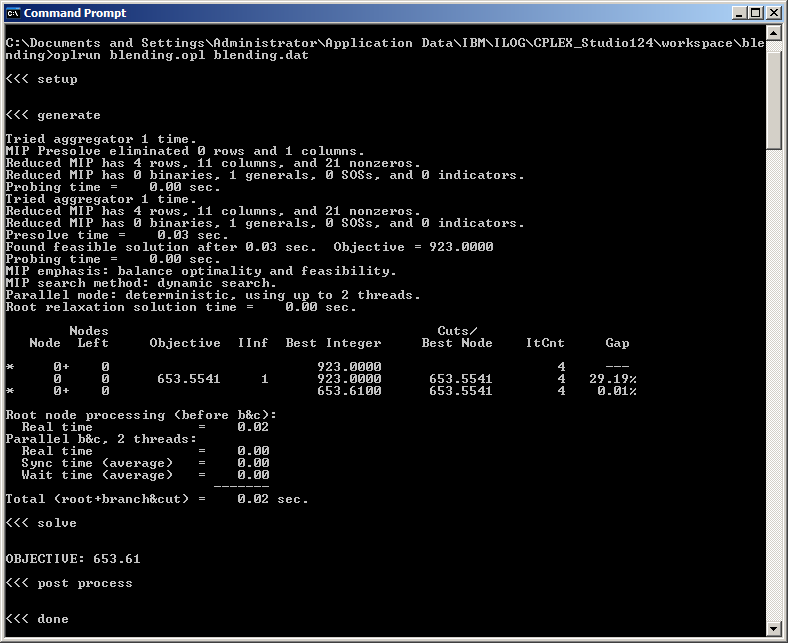 Command Prompt
C:\Documents and Settings\Administrator\Application Data\IBM\ILOG\CPLEX_Studio124\workspace\ble
nding>oplrun blending.opl blending.dat
<<< setup
<<< generate
Tried aggregator 1 time.
MIP Presolve eliminated 0 rows and 1 columns.
Reduced MIP has 4 rows, 11 columns, and 21 nonzeros.
Reduced MIP has 0 binaries, 1 generals, 0 SOSs, and 0 indicators.
Probing time =    0.00 sec.
Tried aggregator 1 time.
Reduced MIP has 4 rows, 11 columns, and 21 nonzeros.
Reduced MIP has 0 binaries, 1 generals, 0 SOSs, and 0 indicators.
Presolve time =    0.03 sec.
Found feasible solution after 0.03 sec.  Objective = 923.0000
Probing time =    0.00 sec.
MIP emphasis: balance optimality and feasibility.
MIP search method: dynamic search.
Parallel mode: deterministic, using up to 2 threads.
Root relaxation solution time =    0.00 sec.
        Nodes                                         Cuts/
   Node  Left     Objective  IInf  Best Integer     Best Node    ItCnt     Gap
*     0+    0                          923.0000                      4     ---
      0     0      653.5541     1      923.0000      653.5541        4   29.19%
*     0+    0                          653.6100      653.5541        4    0.01%
Root node processing (before b&c):
  Real time             =    0.02
Parallel b&c, 2 threads:
  Real time             =    0.00
  Sync time (average)   =    0.00
  Wait time (average)   =    0.00
                          -------
Total (root+branch&cut) =    0.02 sec.
<<< solve
OBJECTIVE: 653.61
<<< post process
<<< done